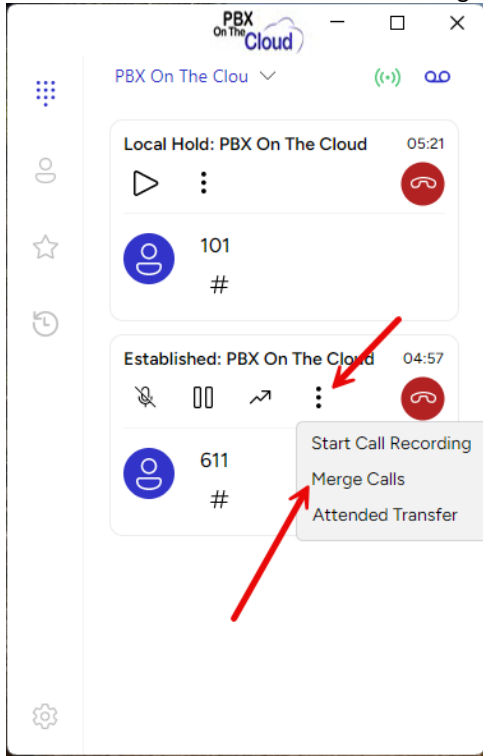 PBX
On The
Cloud
PBX On The Clou
Local Hold: PBX On The Cloud 05:21
101
#
Established: PBX On The Cloud 04:57
611
#
Start Call Recording
Merge Calls
Attended Transfer